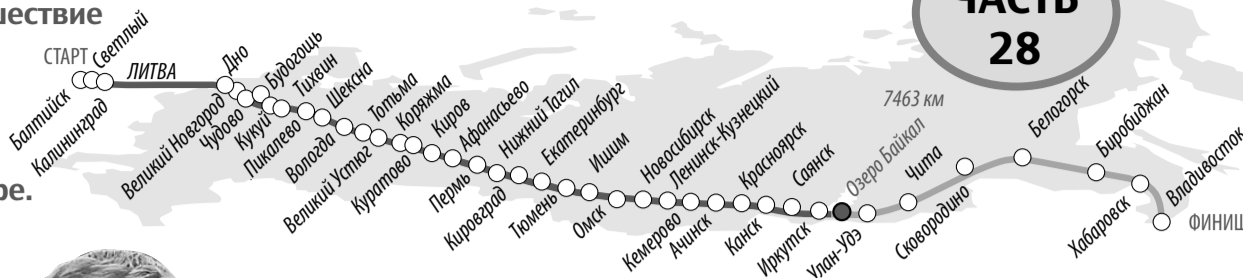 шествие
ЧАСТЬ
28
ре.
СТАРТ
Балтийск
Светлый
Калининград
ЛИТВА
Дно
Великий Новгород
Чудово
Будогощь
Кукуй
Тихвин
Пикалево
Шексна
Вологда
Тотьма
Великий Устюг
Коряжма
Куратово
Киров
Афанасьево
Пермь
Нижний Тагил
Кировград
Екатеринбург
Тюмень
Ишим
Омск
Новосибирск
Кемерово
Ленинск-Кузнецкий
Ачинск
Красноярск
Канск
Саянск
Иркутск
7463 км
Озеро Байкал
Улан-Удэ
Чита
Сковородино
Белогорск
Биробиджан
Хабаровск
Владивосток
ФИНИШ